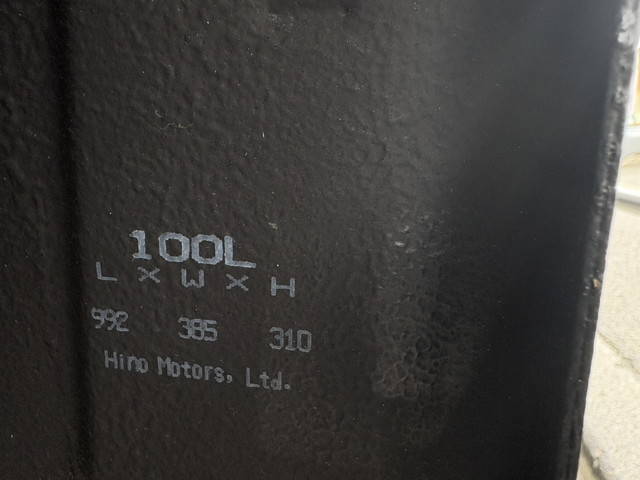 100L
L × W × H
992 385 310
Hino Motors, Ltd.